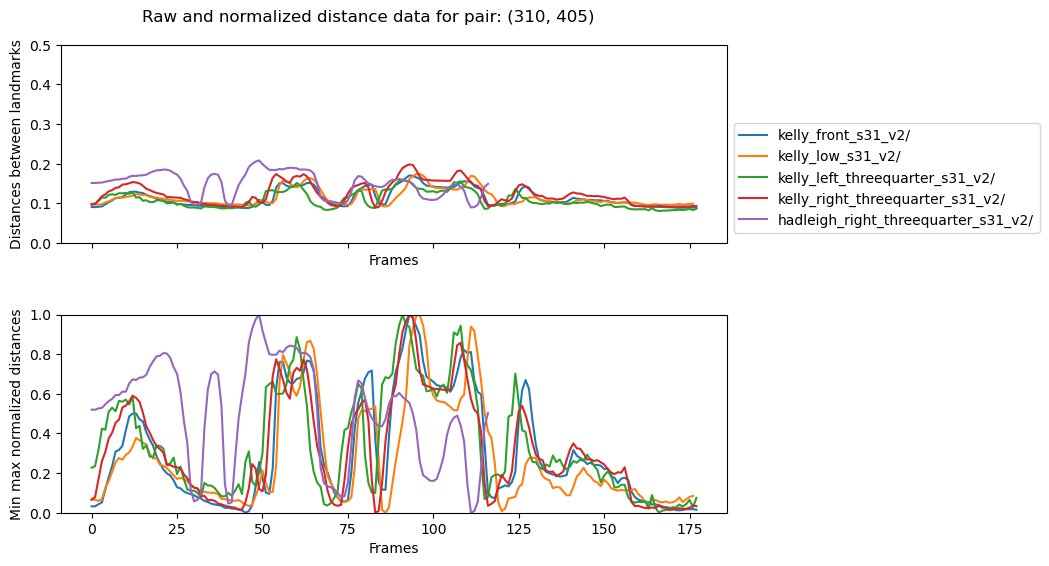 Raw and normalized distance data for pair: (310, 405)
Distances between landmarks
0.5
0.4
0.3
0.2
0.1
0.0
Frames
kelly_front_s31_v2/
kelly_low_s31_v2/
kelly_left_threequarter_s31_v2/
kelly_right_threequarter_s31_v2/
hadleigh_right_threequarter_s31_v2/
Min max normalized distances
1.0
0.8
0.6
0.4
0.2
0.0
0 25 50 75 100 125 150 175
Frames